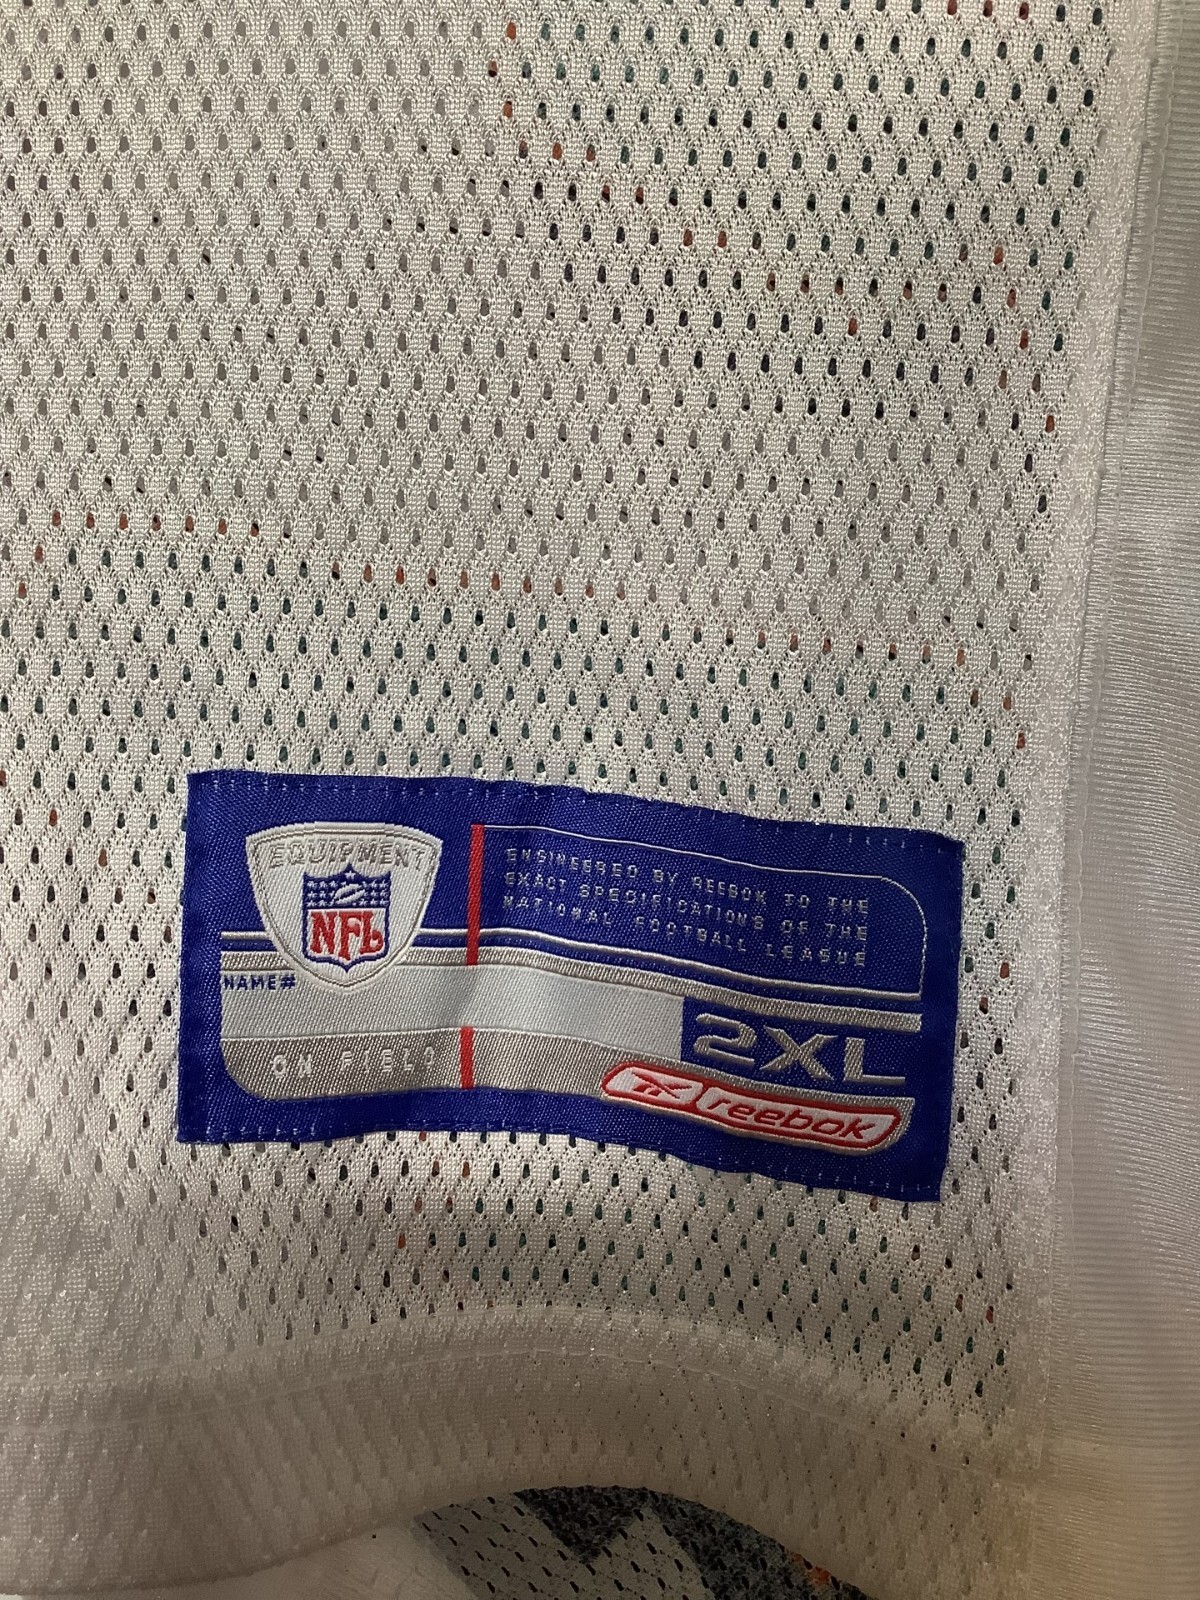 EQUIPMENT
NFL
ENGINEERED BY REEBOK TO THE
EXACT SPECIFICATIONS OF THE
NATIONAL FOOTBALL LEAGUE
NAME#
2XL
ON FIELD
reebok